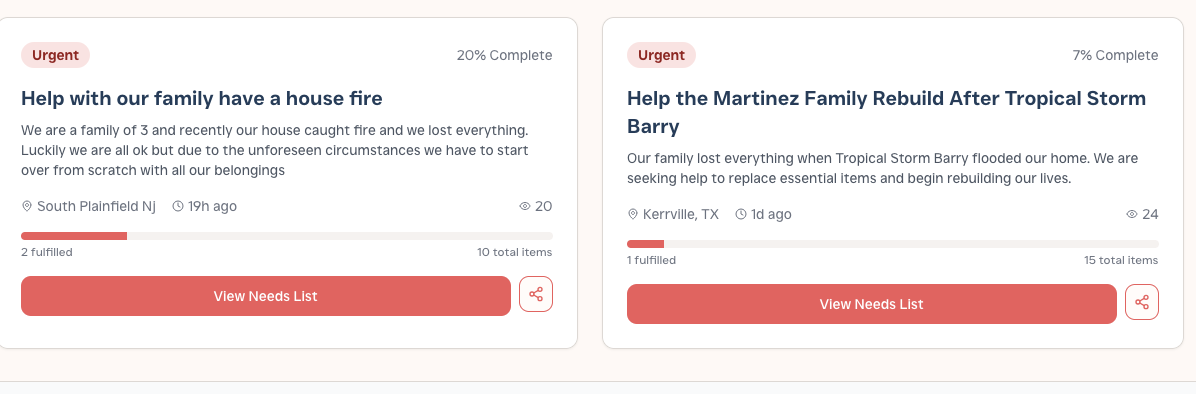 Urgent
20% Complete
Help with our family have a house fire
We are a family of 3 and recently our house caught fire and we lost everything.
Luckily we are all ok but due to the unforeseen circumstances we have to start
over from scratch with all our belongings
South Plainfield Nj
19h ago
20
2 fulfilled
10 total items
View Needs List
Urgent
7% Complete
Help the Martinez Family Rebuild After Tropical Storm
Barry
Our family lost everything when Tropical Storm Barry flooded our home. We are
seeking help to replace essential items and begin rebuilding our lives.
Kerrville, TX
1d ago
24
1 fulfilled
15 total items
View Needs List